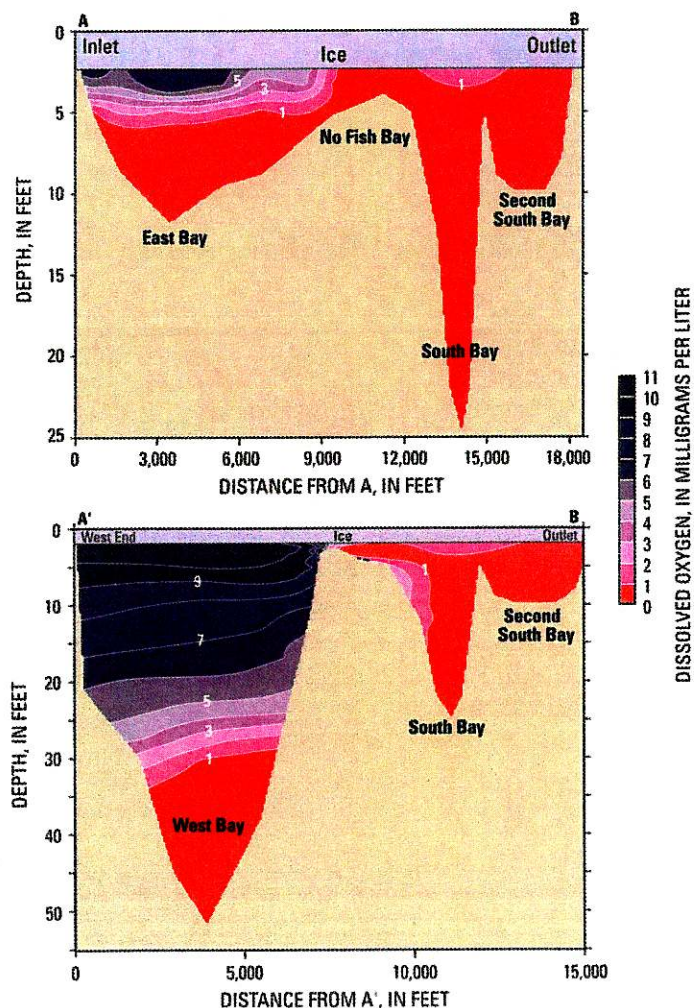 A B
Inlet Ice Outlet
0
5
10
15
20
25
DEPTH, IN FEET
5 3 1 1
No Fish Bay
East Bay
Second
South Bay
South Bay
0 3,000 6,000 9,000 12,000 15,000 18,000
DISTANCE FROM A, IN FEET
A' B
West End Ice Outlet
0
10
20
30
40
50
DEPTH, IN FEET
9
7
5
3
1
1
West Bay
South Bay
Second
South Bay
0 5,000 10,000 15,000
DISTANCE FROM A', IN FEET
11
10
9
8
7
6
5
4
3
2
1
0
DISSOLVED OXYGEN, IN MILLIGRAMS PER LITER